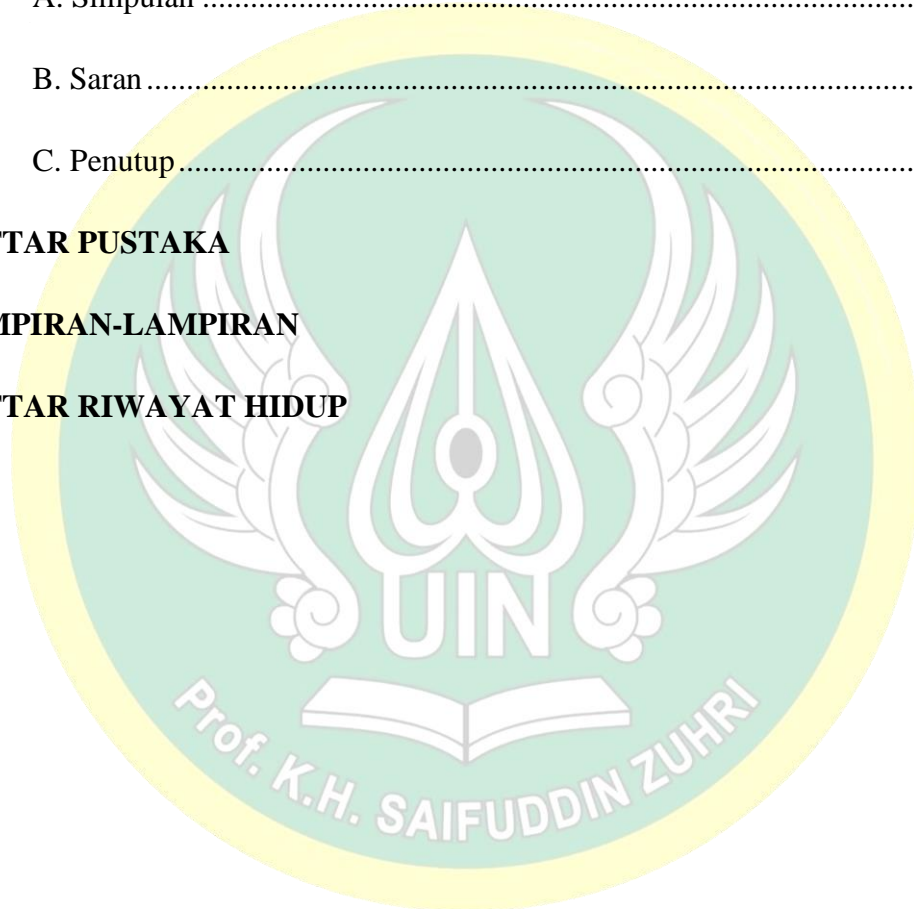 A. Simpulan ..........................................................................................
B. Saran .................................................................................................
C. Penutup .............................................................................................
TAR PUSTAKA
MPIRAN-LAMPIRAN
TAR RIWAYAT HIDUP
UIN
Prof. K.H. SAIFUDDIN ZUHRI